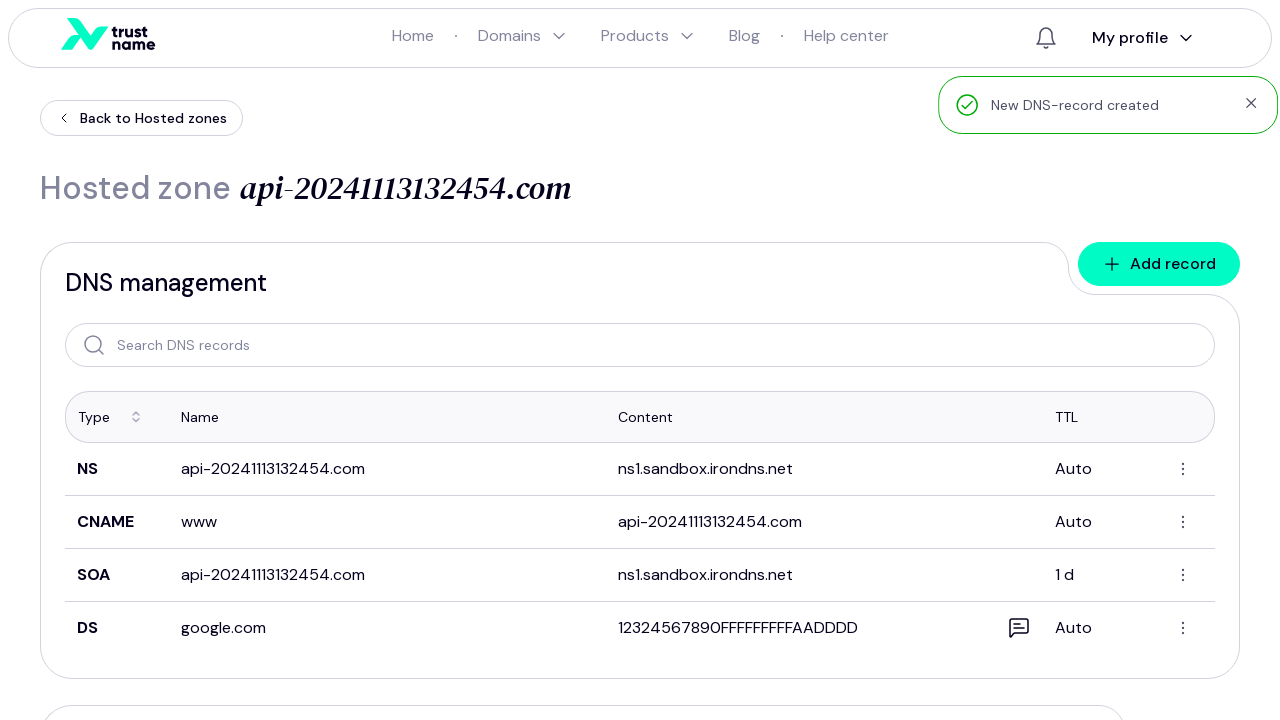 trust
name
Home
Domains
Products
Blog
Help center
My profile
New DNS-record created
Back to Hosted zones
Hosted zone api-20241113132454.com
DNS management
Add record
Search DNS records
Type Name Content TTL
NS api-20241113132454.com ns1.sandbox.irondns.net Auto
CNAME www api-20241113132454.com Auto
SOA api-20241113132454.com ns1.sandbox.irondns.net 1 d
DS google.com 12324567890FFFFFFFFFAADDDD Auto